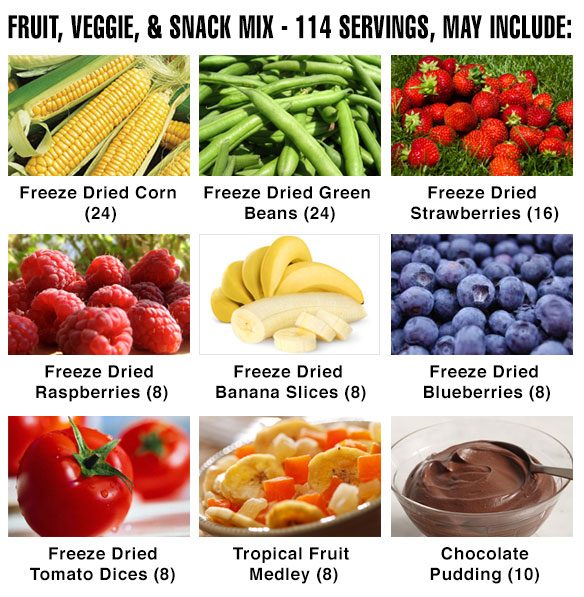 FRUIT, VEGGIE, & SNACK MIX - 114 SERVINGS, MAY INCLUDE:
Freeze Dried Corn
(24)
Freeze Dried Green
Beans (24)
Freeze Dried
Strawberries (16)
Freeze Dried
Raspberries (8)
Freeze Dried
Banana Slices (8)
Freeze Dried
Blueberries (8)
Freeze Dried
Tomato Dices (8)
Tropical Fruit
Medley (8)
Chocolate
Pudding (10)